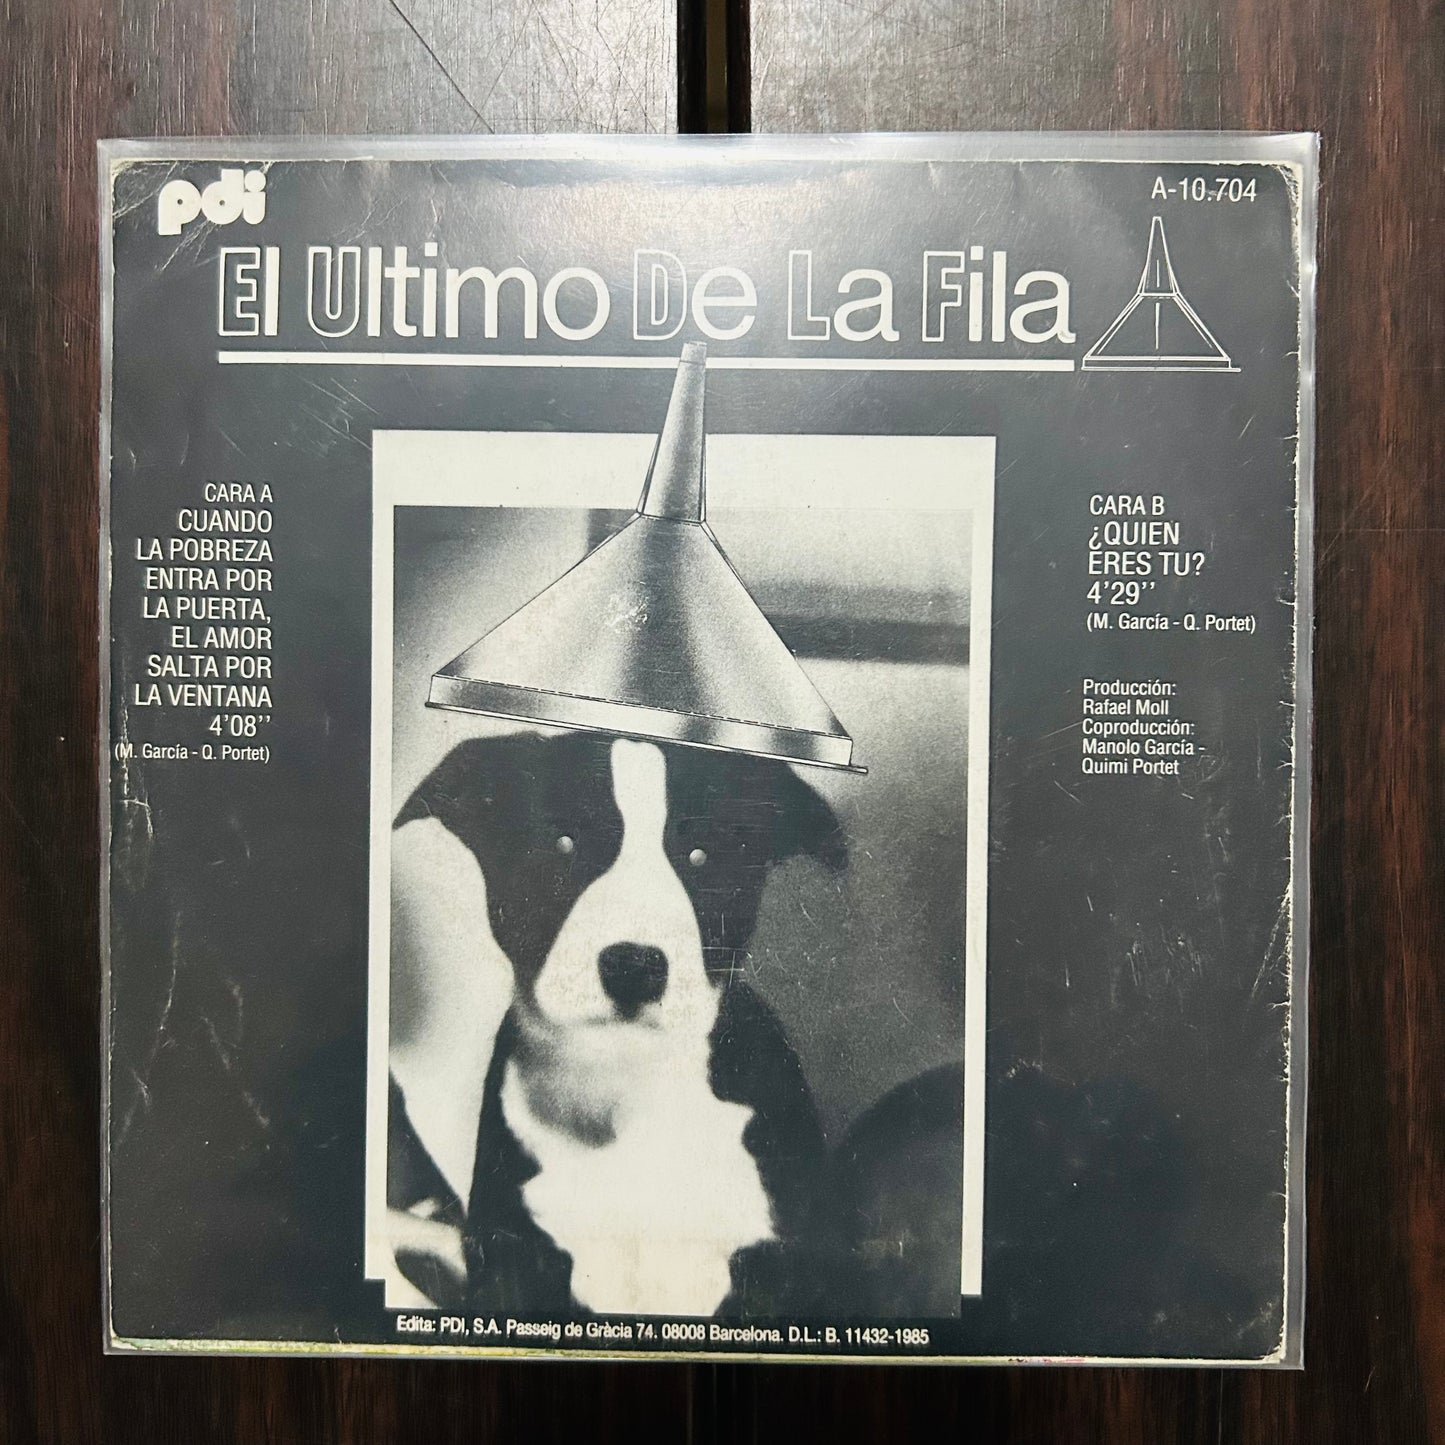 pdi
A-10.704
El Ultimo De La Fila
CARA A
CUANDO
LA POBREZA
ENTRA POR
LA PUERTA,
EL AMOR
SALTA POR
LA VENTANA
4'08''
(M. García - Q. Portet)
CARA B
¿QUIEN
ERES TU?
4'29''
(M. García - Q. Portet)
Producción:
Rafael Moll
Coproducción:
Manolo García -
Quimi Portet
Edita: PDI, S.A. Passeig de Gràcia 74. 08008 Barcelona. D.L.: B. 11432-1985